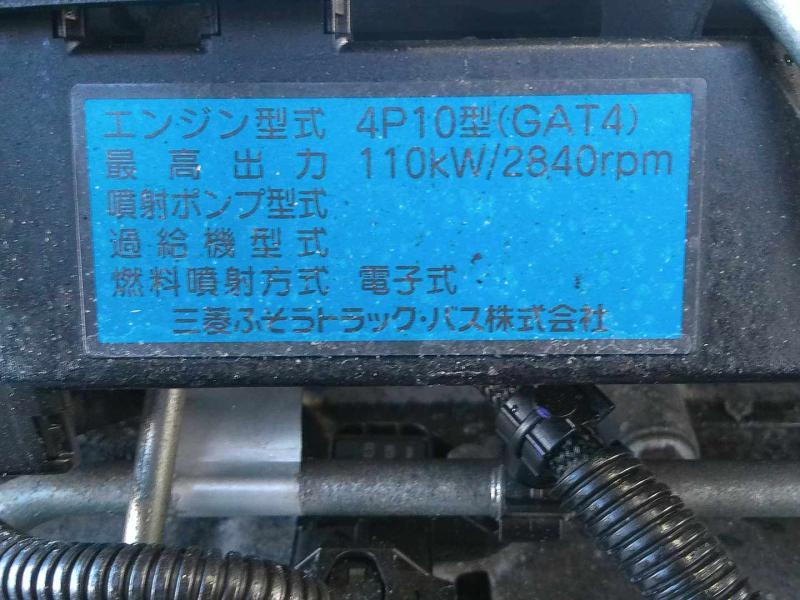 エンジン型式 4P10型(GAT4)
最高出力 110kW/2840rpm
噴射ポンプ型式
過給機型式
燃料噴射方式 電子式
三菱ふそうトラック・バス株式会社